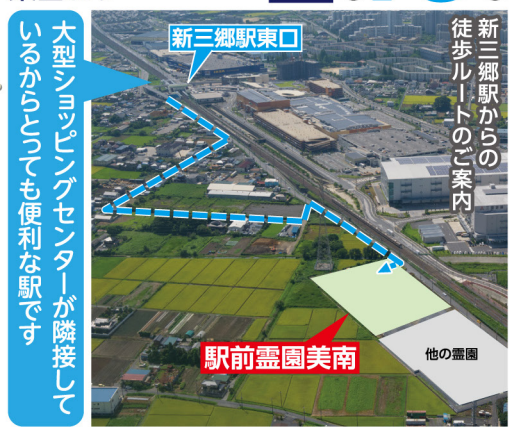 新三郷駅からの
徒歩ルートのご案内
新三郷駅東口
大型ショッピングセンターが隣接して
いるからとっても便利な駅です
駅前霊園美南
他の霊園